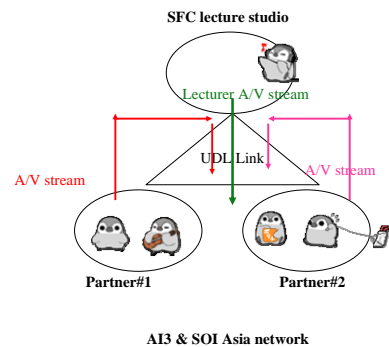 SFC lecture studio
Lecturer A/V stream
UDL Link
A/V stream
A/V stream
Partner#1
Partner#2
AI3 & SOI Asia network